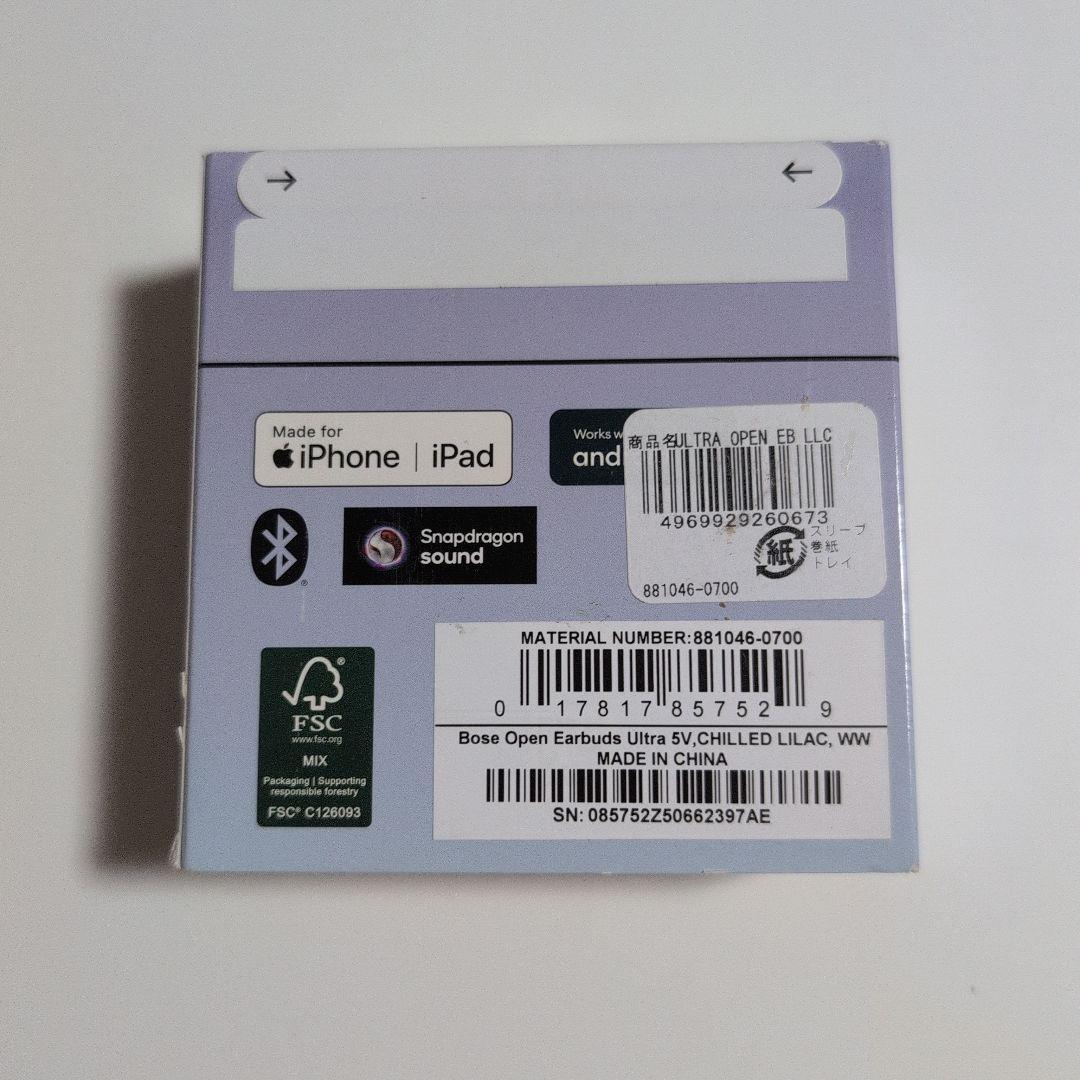 → ←
Made for
iPhone | iPad
Works w
and
商品名ULTRA OPEN EB LLC
4969929260673
紙
スリーブ
巻紙
トレイ
881046-0700
Snapdragon
sound
MATERIAL NUMBER:881046-0700
0 17817 85752 9
Bose Open Earbuds Ultra 5V,CHILLED LILAC, WW
MADE IN CHINA
SN: 085752Z50662397AE
FSC
www.fsc.org
MIX
Packaging | Supporting
responsible forestry
FSC® C126093